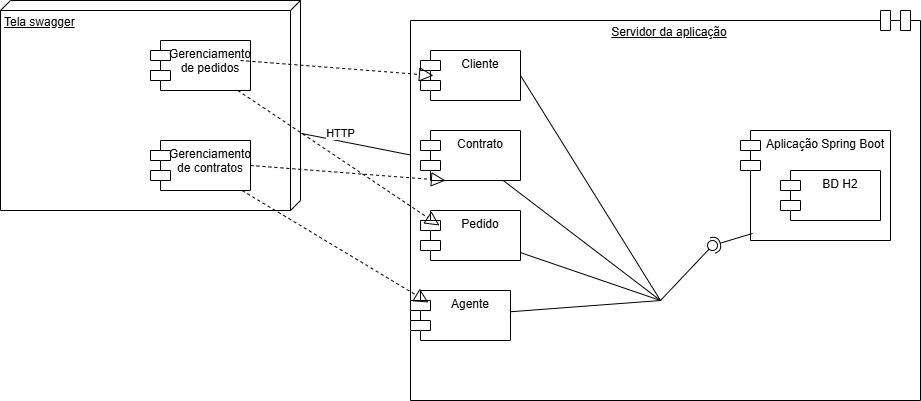 Tela swagger
Gerenciamento
de pedidos
Gerenciamento
de contratos
HTTP
Servidor da aplicação
Cliente
Contrato
Pedido
Agente
Aplicação Spring Boot
BD H2